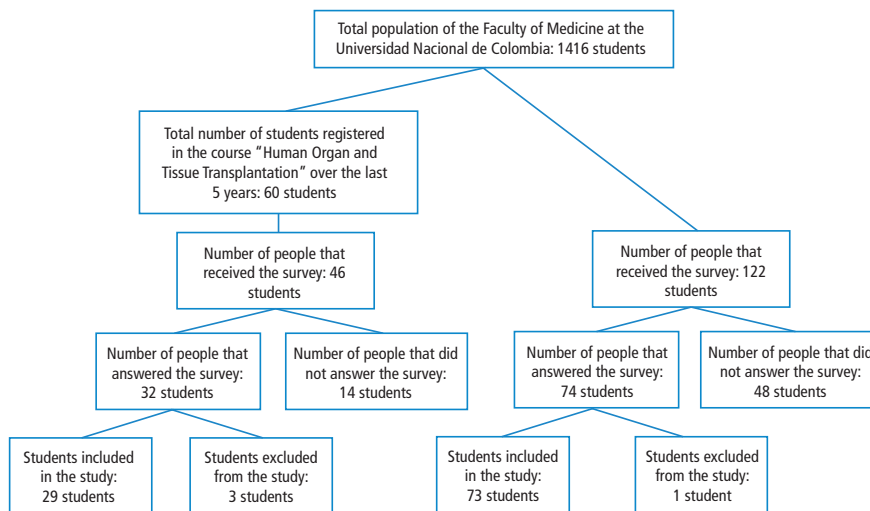 Total population of the Faculty of Medicine at the
Universidad Nacional de Colombia: 1416 students
Total number of students registered
in the course “Human Organ and
Tissue Transplantation” over the last
5 years: 60 students
Number of people that
received the survey: 46
students
Number of people that
received the survey: 122
students
Number of people that
answered the survey:
32 students
Number of people that did
not answer the survey:
14 students
Number of people that
answered the survey:
74 students
Number of people that did
not answer the survey:
48 students
Students included
in the study:
29 students
Students excluded
from the study:
3 students
Students included
in the study:
73 students
Students excluded
from the study:
1 student